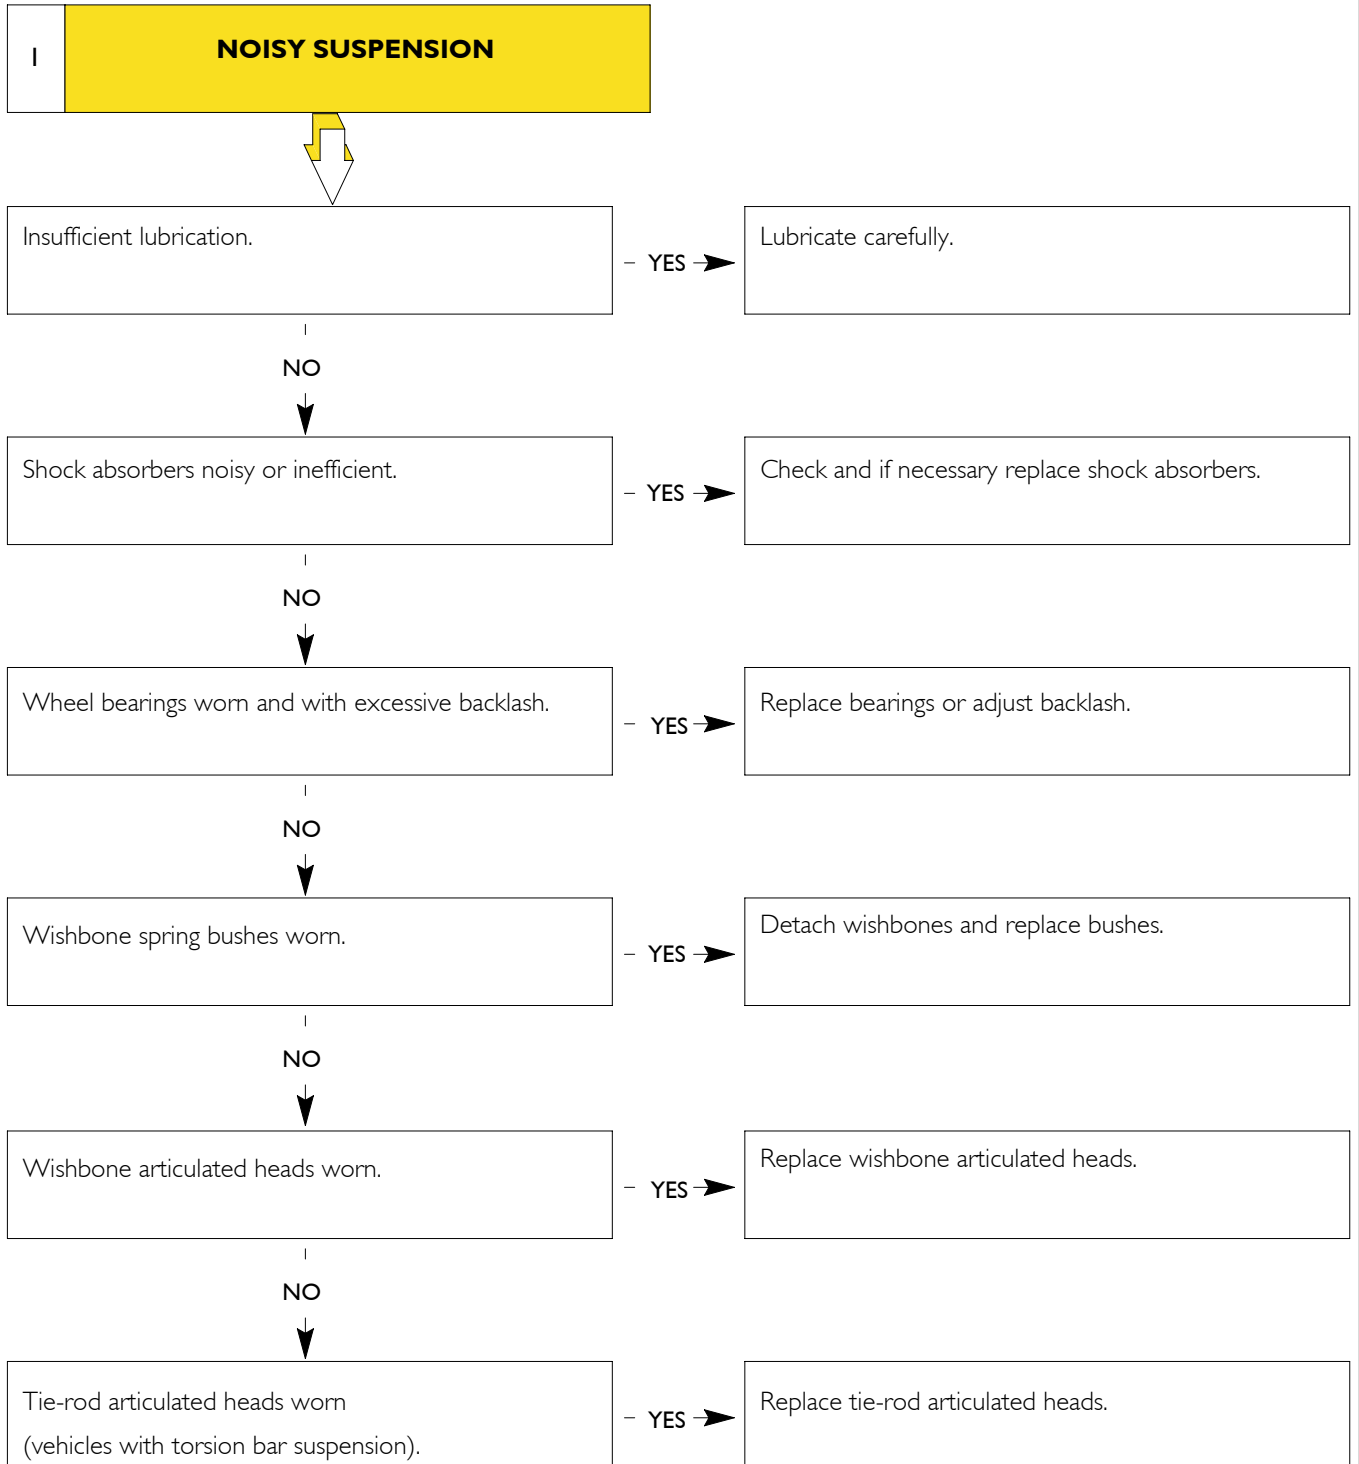 1
NOISY SUSPENSION
Insufficient lubrication.
YES
Lubricate carefully.
NO
Shock absorbers noisy or inefficient.
YES
Check and if necessary replace shock absorbers.
NO
Wheel bearings worn and with excessive backlash.
YES
Replace bearings or adjust backlash.
NO
Wishbone spring bushes worn.
YES
Detach wishbones and replace bushes.
NO
Wishbone articulated heads worn.
YES
Replace wishbone articulated heads.
NO
Tie-rod articulated heads worn
(vehicles with torsion bar suspension).
YES
Replace tie-rod articulated heads.